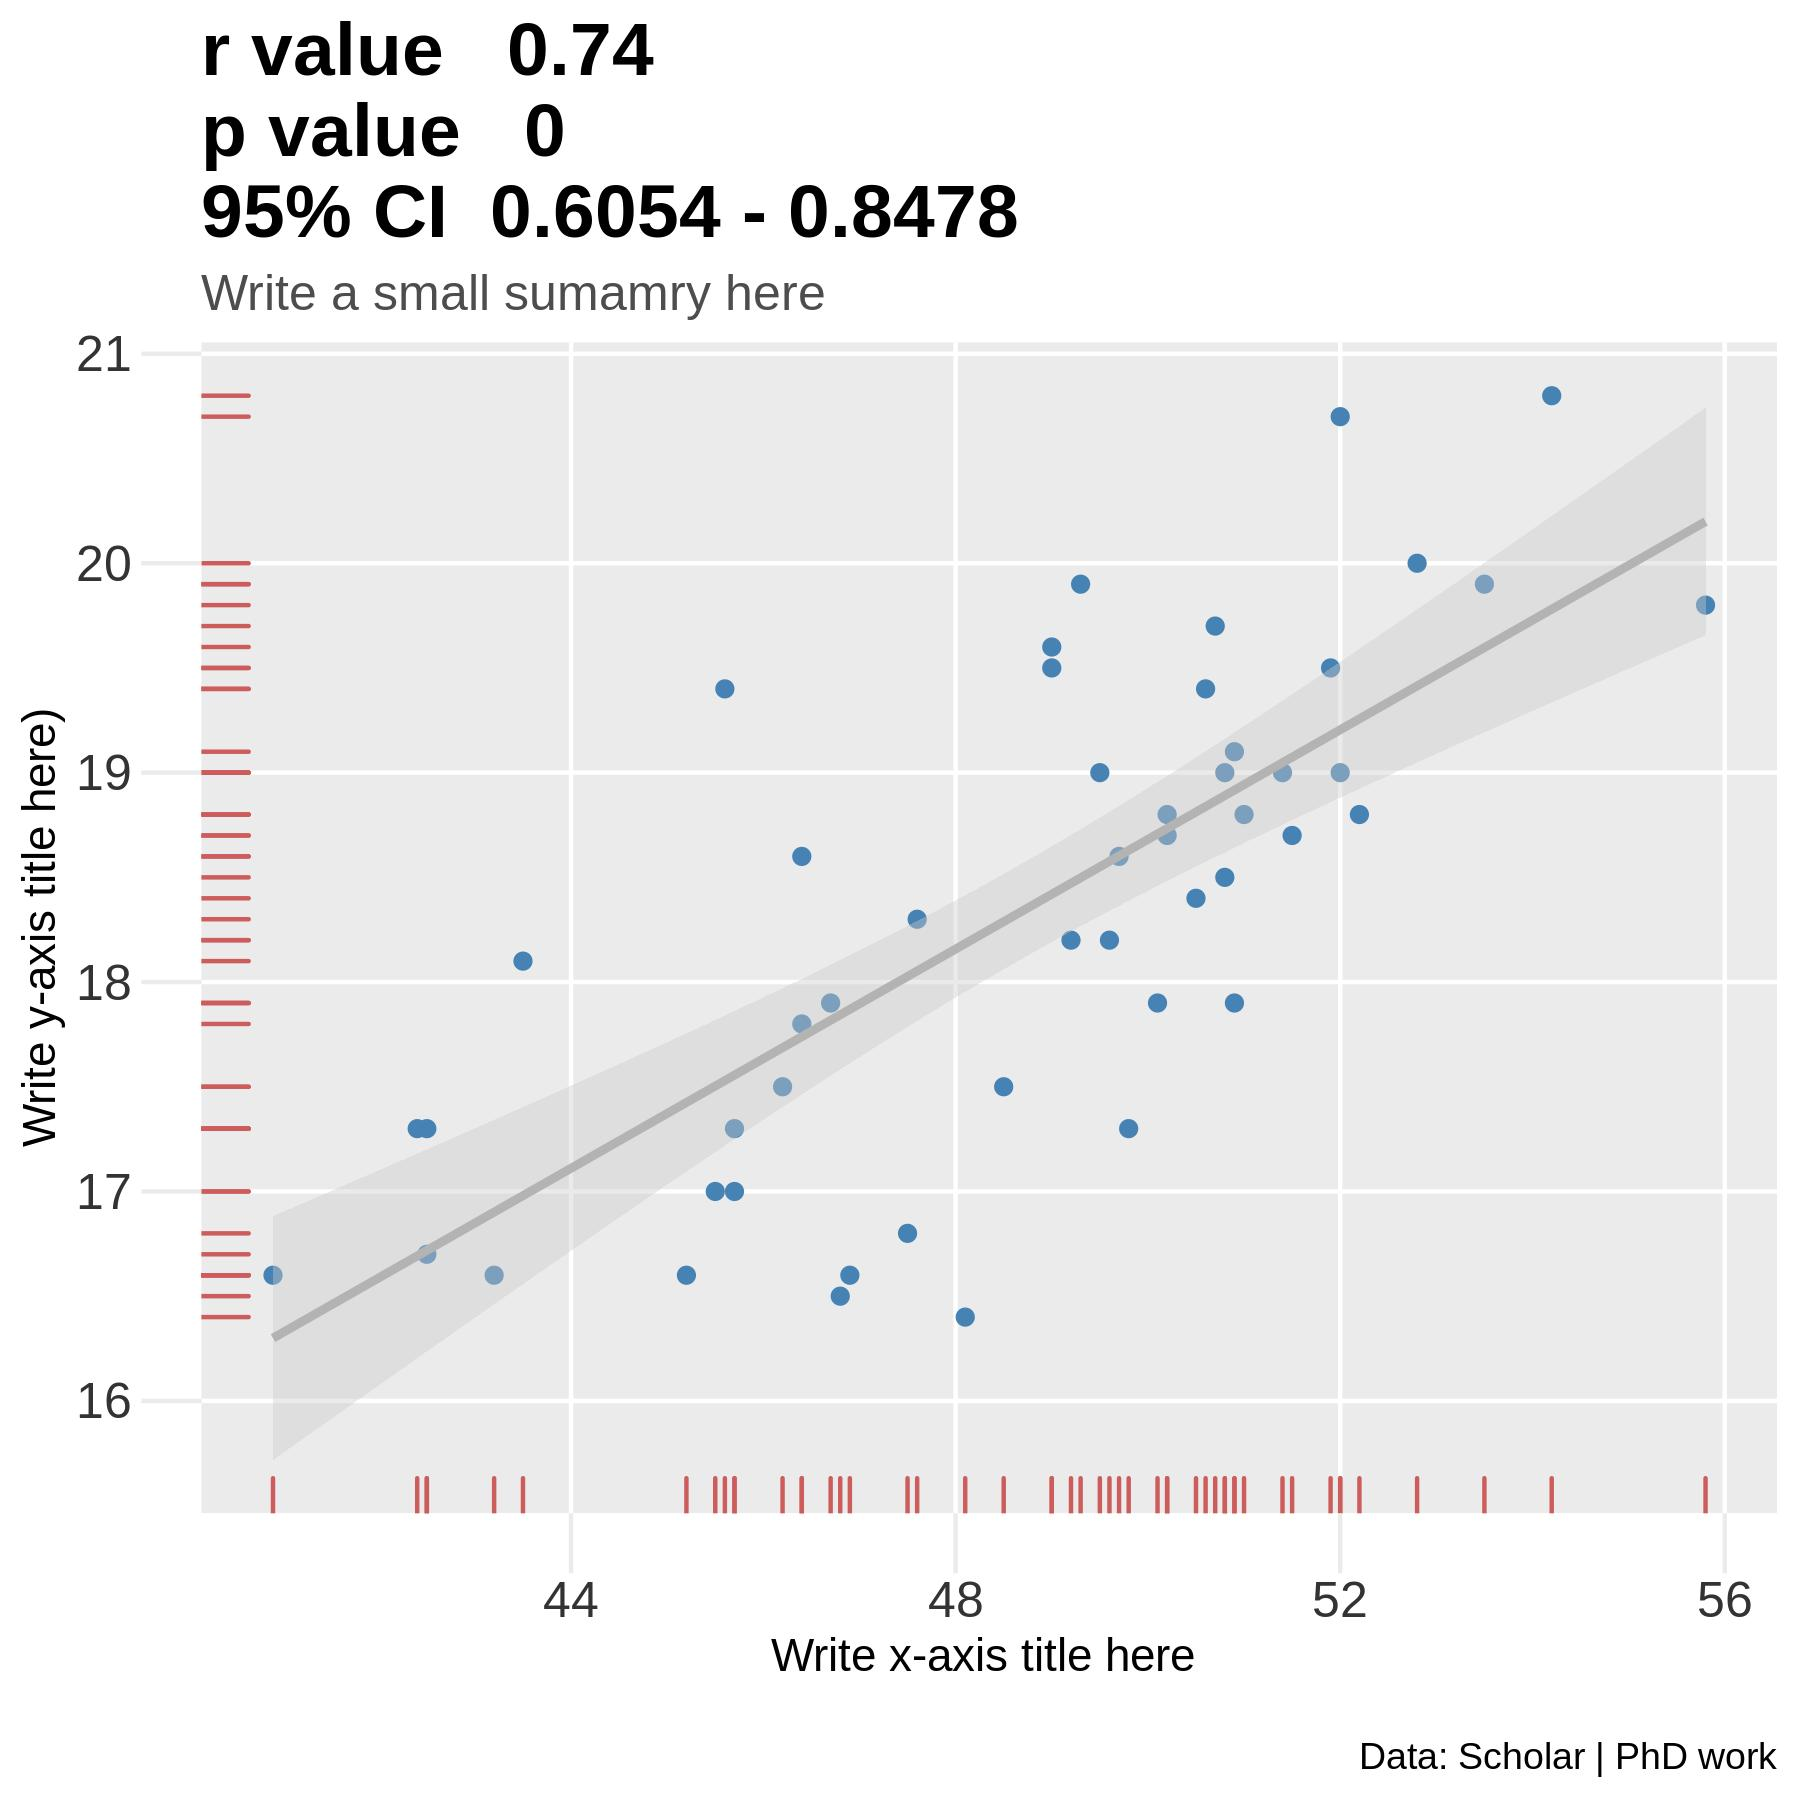 r value 0.74
p value 0
95% CI 0.6054 - 0.8478
Write a small sumamry here
21
20
19
18
17
16
Write y-axis title here)
44 48 52 56
Write x-axis title here
Data: Scholar | PhD work